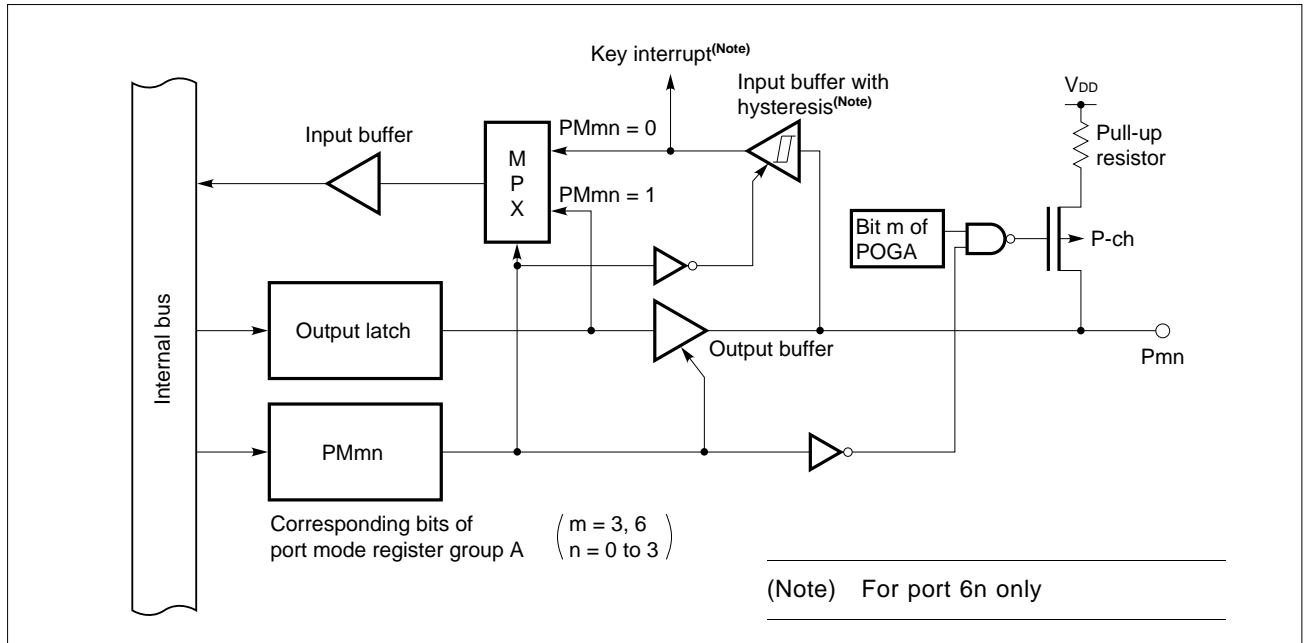 Key interrupt(Note)
Input buffer with
hysteresis(Note)
VDD
Input buffer
PMmn = 0
Pull-up
resistor
M
P
X
PMmn = 1
Bit m of
POGA
P-ch
Internal bus
Output latch
Output buffer
Pmn
PMmn
Corresponding bits of
port mode register group A
m = 3, 6
n = 0 to 3
(Note) For port 6n only